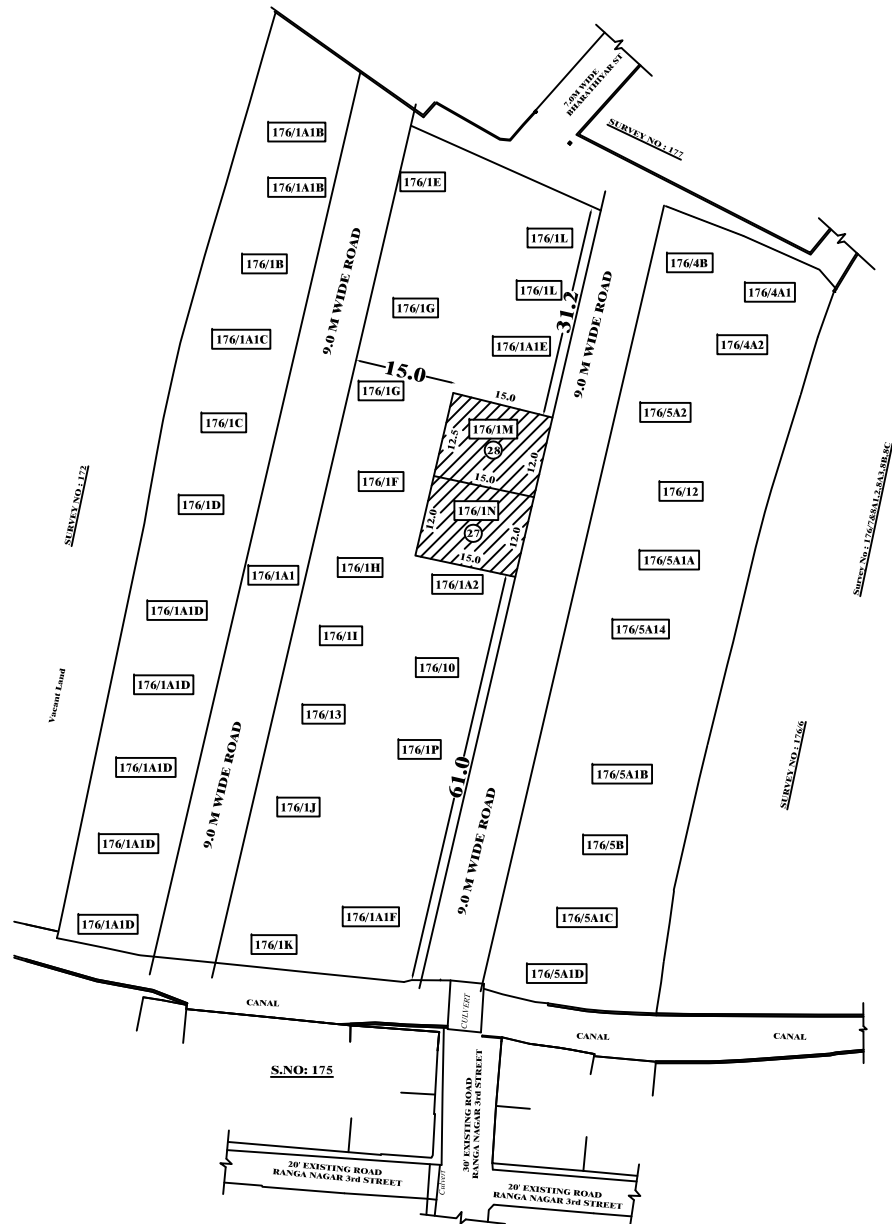 7.0M WIDE
BHARATHIYAR ST
SURVEY NO : 177
176/1A1B
176/1A1B
176/1E
176/1L
176/1B
176/4B
176/4A1
176/1L
176/1G
31.2
9.0 M WIDE ROAD
9.0 M WIDE ROAD
176/1A1C
176/1A1E
176/4A2
15.0
176/1G
15.0
176/5A2
176/1C
176/1M
12.5
28
12.0
15.0
176/1F
176/12
SURVEY NO : 172
176/1D
176/1N
12.0
27
12.0
15.0
Survey No : 176/7&8A1,2,8A3,8B,8C
176/1A1
176/1H
176/1A2
176/5A1A
176/1A1D
176/1I
176/5A14
176/10
176/1A1D
Vacant Land
176/13
176/1P
61.0
SURVEY NO : 176/6
176/1A1D
176/5A1B
9.0 M WIDE ROAD
176/1J
176/1A1D
9.0 M WIDE ROAD
176/5B
176/1A1D
176/1A1F
176/5A1C
176/1K
176/5A1D
CANAL
CULVERT
CANAL
CANAL
S.NO: 175
30' EXISTING ROAD
RANGA NAGAR 3rd STREET
20' EXISTING ROAD
RANGA NAGAR 3rd STREET
Culvert
20' EXISTING ROAD
RANGA NAGAR 3rd STREET